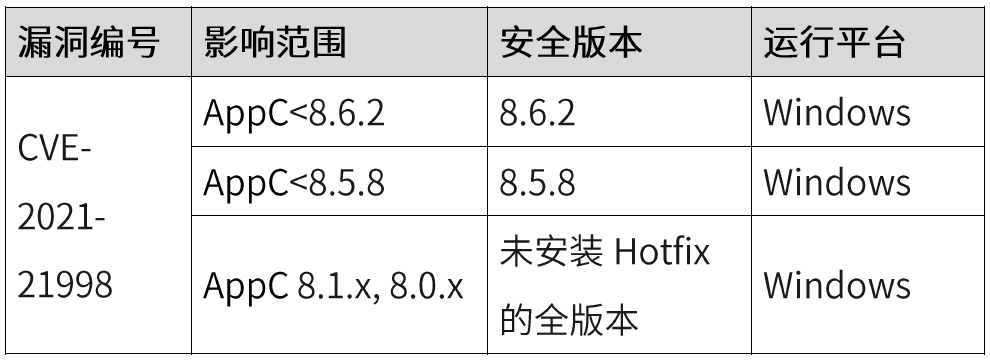 漏洞编号 影响范围 安全版本 运行平台
CVE-2021-21998 AppC<8.6.2 8.6.2 Windows
AppC<8.5.8 8.5.8 Windows
AppC 8.1.x, 8.0.x 未安装 Hotfix 的全版本 Windows